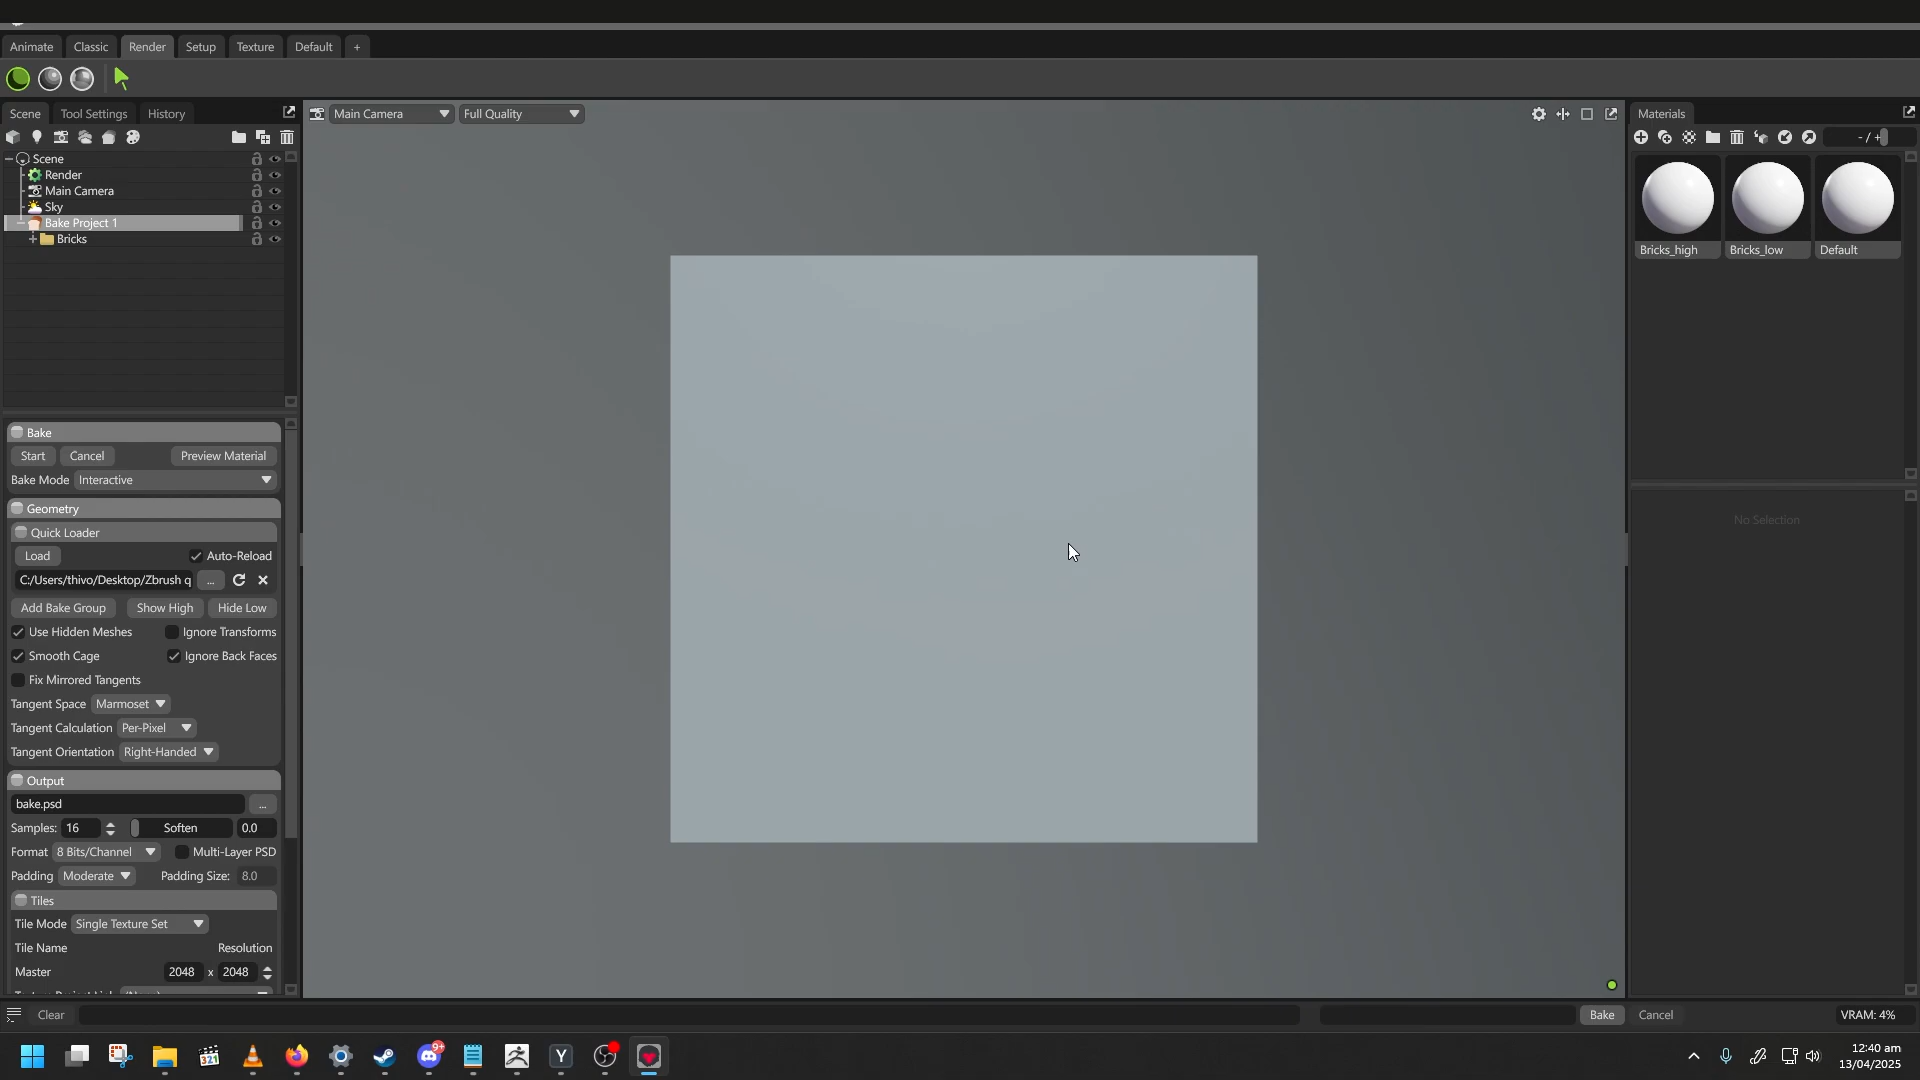 Animate Classic Render Setup Texture Default +
Scene Tool Settings History
Main Camera Full Quality
Materials
- / +
Scene
Render
Main Camera
Sky
Bake Project 1
Bricks
Bricks_high Bricks_low Default
Bake
Start Cancel Preview Material
Bake Mode Interactive
Geometry
Quick Loader
Load Auto-Reload
C:/Users/thivo/Desktop/Zbrush q ...
Add Bake Group Show High Hide Low
Use Hidden Meshes Ignore Transforms
Smooth Cage Ignore Back Faces
Fix Mirrored Tangents
Tangent Space Marmoset
Tangent Calculation Per-Pixel
Tangent Orientation Right-Handed
Output
bake.psd ...
Samples: 16 Soften 0.0
Format 8 Bits/Channel Multi-Layer PSD
Padding Moderate Padding Size: 8.0
Tiles
Tile Mode Single Texture Set
Tile Name Resolution
Master 2048 x 2048
No Selection
Clear Bake Cancel VRAM: 4%
321 9+ Y
12:40 am
13/04/2025